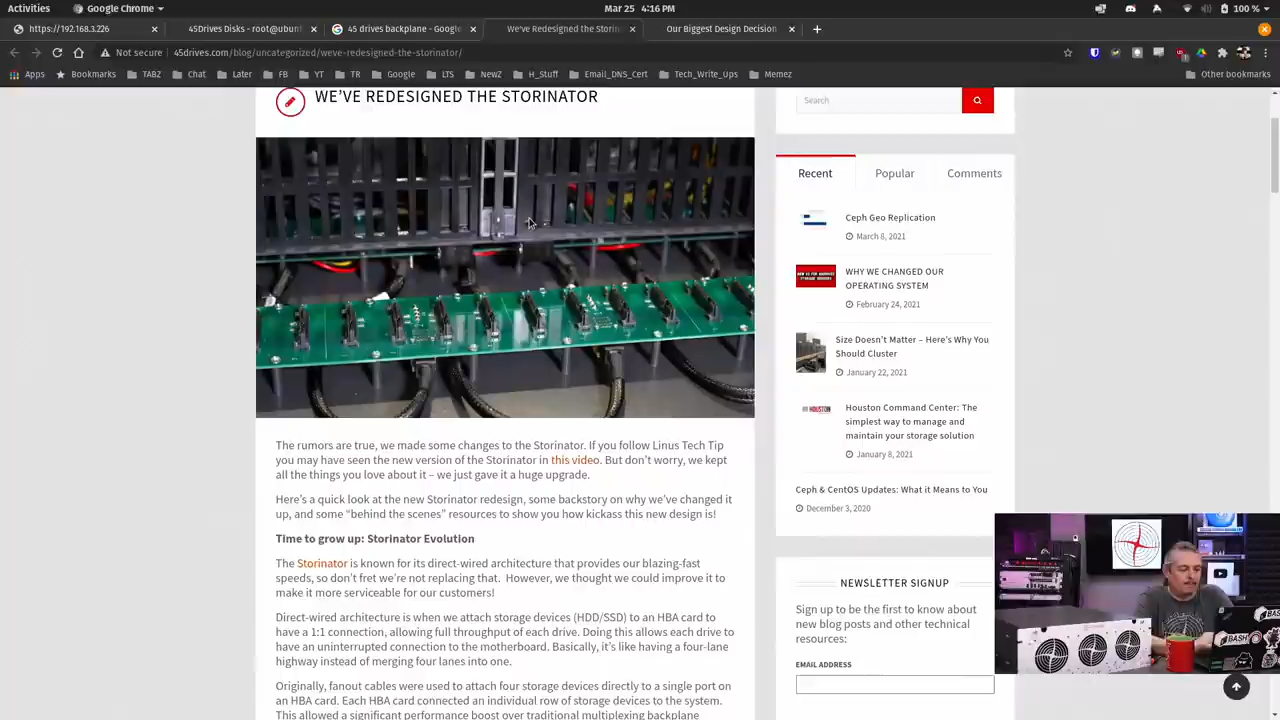 Activities
Google Chrome
Mar 25 4:16 PM
100 %
https://192.168.3.226
45Drives Disks - root@ubunt
45 drives backplane - Google
We've Redesigned The Storin
Our Biggest Design Decision
Not secure
45drives.com/blog/uncategorized/weve-redesigned-the-storinator/
Apps
Bookmarks
TABZ
Chat
Later
FB
YT
TR
Google
LTS
NewZ
H_Stuff
Email_DNS_Cert
Tech_Write_Ups
Memez
Other bookmarks
WE'VE REDESIGNED THE STORINATOR
The rumors are true, we made some changes to the Storinator. If you follow Linus Tech Tip
you may have seen the new version of the Storinator in this video. But don't worry, we kept
all the things you love about it – we just gave it a huge upgrade.
Here's a quick look at the new Storinator redesign, some backstory on why we've changed it
up, and some “behind the scenes” resources to show you how kickass this new design is!
Time to grow up: Storinator Evolution
The Storinator is known for its direct-wired architecture that provides our blazing-fast
speeds, so don't fret we're not replacing that. However, we thought we could improve it to
make it more serviceable for our customers!
Direct-wired architecture is when we attach storage devices (HDD/SSD) to an HBA card to
have a 1:1 connection, allowing full throughput of each drive. Doing this allows each drive to
have an uninterrupted connection to the motherboard. Basically, it's like having a four-lane
highway instead of merging four lanes into one.
Originally, fanout cables were used to attach four storage devices directly to a single port on
an HBA card. Each HBA card connected an individual row of storage devices to the system.
This allowed a significant performance boost over traditional multiplexing backplane
Search
Recent
Popular
Comments
Ceph Geo Replication
March 8, 2021
WHY WE CHANGED OUR
OPERATING SYSTEM
February 24, 2021
Size Doesn't Matter – Here's Why You
Should Cluster
January 22, 2021
HOUSTON
Houston Command Center: The
simplest way to manage and
maintain your storage solution
January 8, 2021
Ceph & CentOS Updates: What it Means to You
December 3, 2020
NEWSLETTER SIGNUP
Sign up to be the first to know about
new blog posts and other technical
resources:
EMAIL ADDRESS
BASH